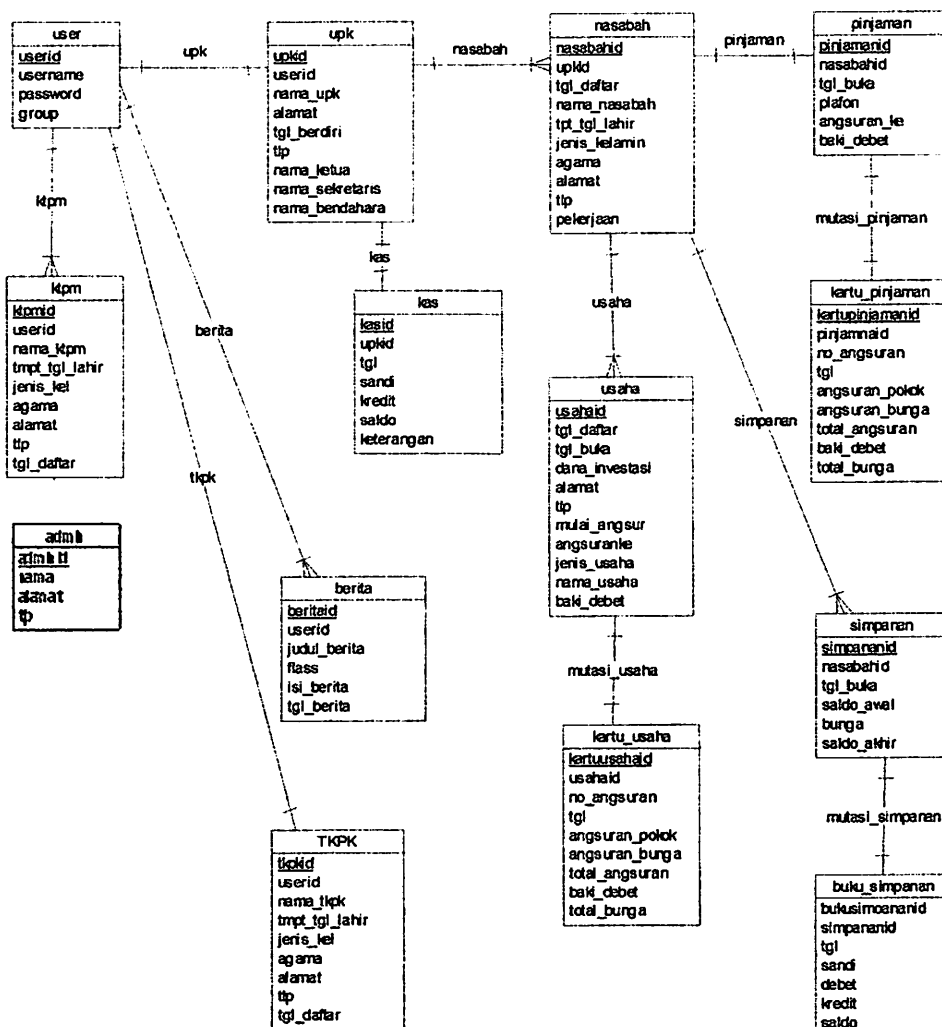 user
userid
username
password
group
upk
upk
upkid
userid
nama_upk
alamat
tgl_berdiri
tlp
nama_ketua
nama_sekretaris
nama_bendahara
nasabah
nasabah
nasabahid
upkid
tgl_daftar
nama_nasabah
tpt_tgl_lahir
jenis_kelamin
agama
alamat
tlp
pekerjaan
pinjaman
pinjaman
pinjamanid
nasabahid
tgl_buka
plafon
angsuran_ke
baki_debet
mutasi_pinjaman
kartu_pinjaman
kartupinjamanid
pinjamnaid
no_angsuran
tgl
angsuran_pokok
angsuran_bunga
total_angsuran
baki_debet
total_bunga
ktpm
ktpm
ktpmid
userid
nama_ktpm
tmpt_tgl_lahir
jenis_kel
agama
alamat
tlp
tgl_daftar
berita
tkpk
kas
kas
kasid
upkid
tgl
sandi
kredit
saldo
keterangan
usaha
usaha
usahaid
tgl_daftar
tgl_buka
dana_investasi
alamat
tlp
mulai_angsur
angsuranke
jenis_usaha
nama_usaha
baki_debet
simpanan
admin
adminid
nama
alamat
tlp
berita
beritaid
userid
judul_berita
flass
isi_berita
tgl_berita
mutasi_usaha
kartu_usaha
kartuusahaid
usahaid
no_angsuran
tgl
angsuran_pokok
angsuran_bunga
total_angsuran
baki_debet
total_bunga
simpanan
simpananid
nasabahid
tgl_buka
saldo_awal
bunga
saldo_akhir
mutasi_simpanan
buku_simpanan
bukusimpananid
simpananid
tgl
sandi
debet
kredit
saldo
TKPK
tkpkid
userid
nama_tkpk
tmpt_tgl_lahir
jenis_kel
agama
alamat
tlp
tgl_daftar